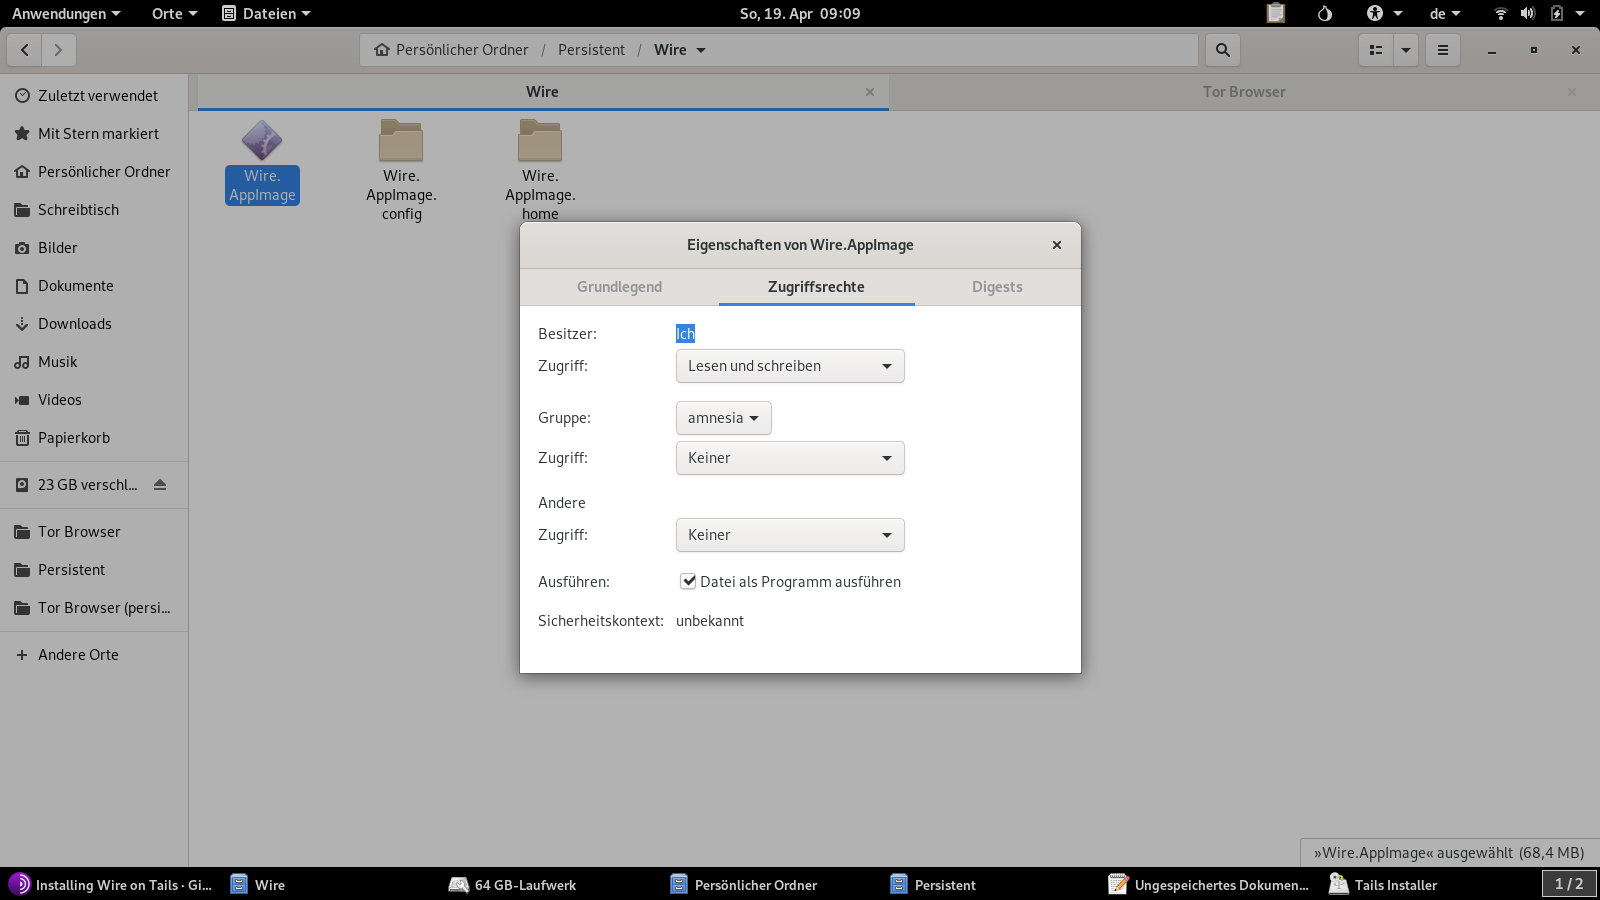 Anwendungen Orte Dateien So, 19. Apr 09:09 de
Persönlicher Ordner / Persistent / Wire
Wire
Tor Browser
Zuletzt verwendet
Mit Stern markiert
Persönlicher Ordner
Schreibtisch
Bilder
Dokumente
Downloads
Musik
Videos
Papierkorb
23 GB verschl...
Tor Browser
Persistent
Tor Browser (persi...
Andere Orte
Wire.
AppImage
Wire.
AppImage.
config
Wire.
AppImage.
home
Eigenschaften von Wire.AppImage
Grundlegend Zugriffsrechte Digests
Besitzer: Ich
Zugriff: Lesen und schreiben
Gruppe: amnesia
Zugriff: Keiner
Andere
Zugriff: Keiner
Ausführen: Datei als Programm ausführen
Sicherheitskontext: unbekannt
»Wire.AppImage« ausgewählt (68,4 MB)
Installing Wire on Tails · Gi... Wire 64 GB-Laufwerk Persönlicher Ordner Persistent Ungespeichertes Dokumen... Tails Installer 1 / 2